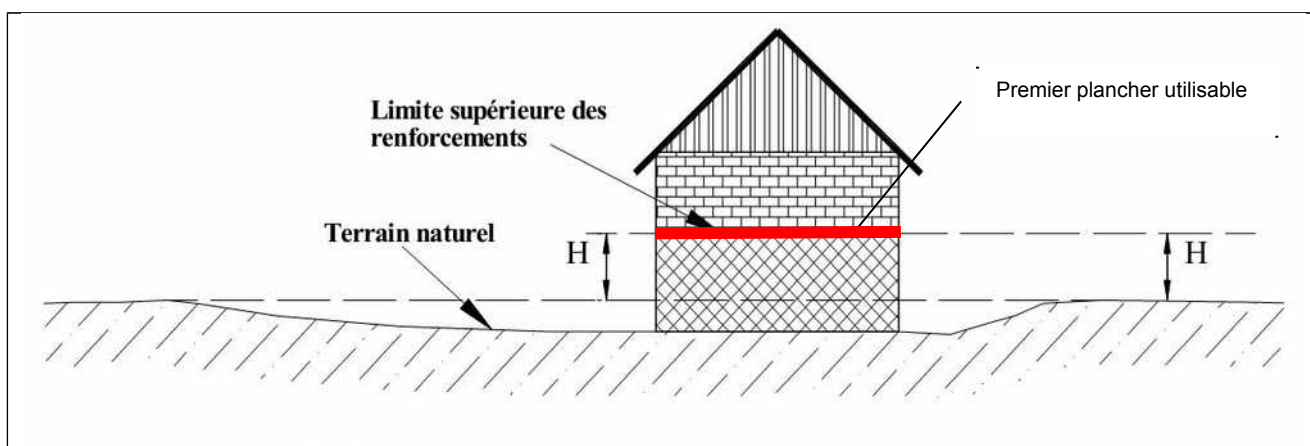 Premier plancher utilisable
Limite supérieure des
renforcements
Terrain naturel
H
H